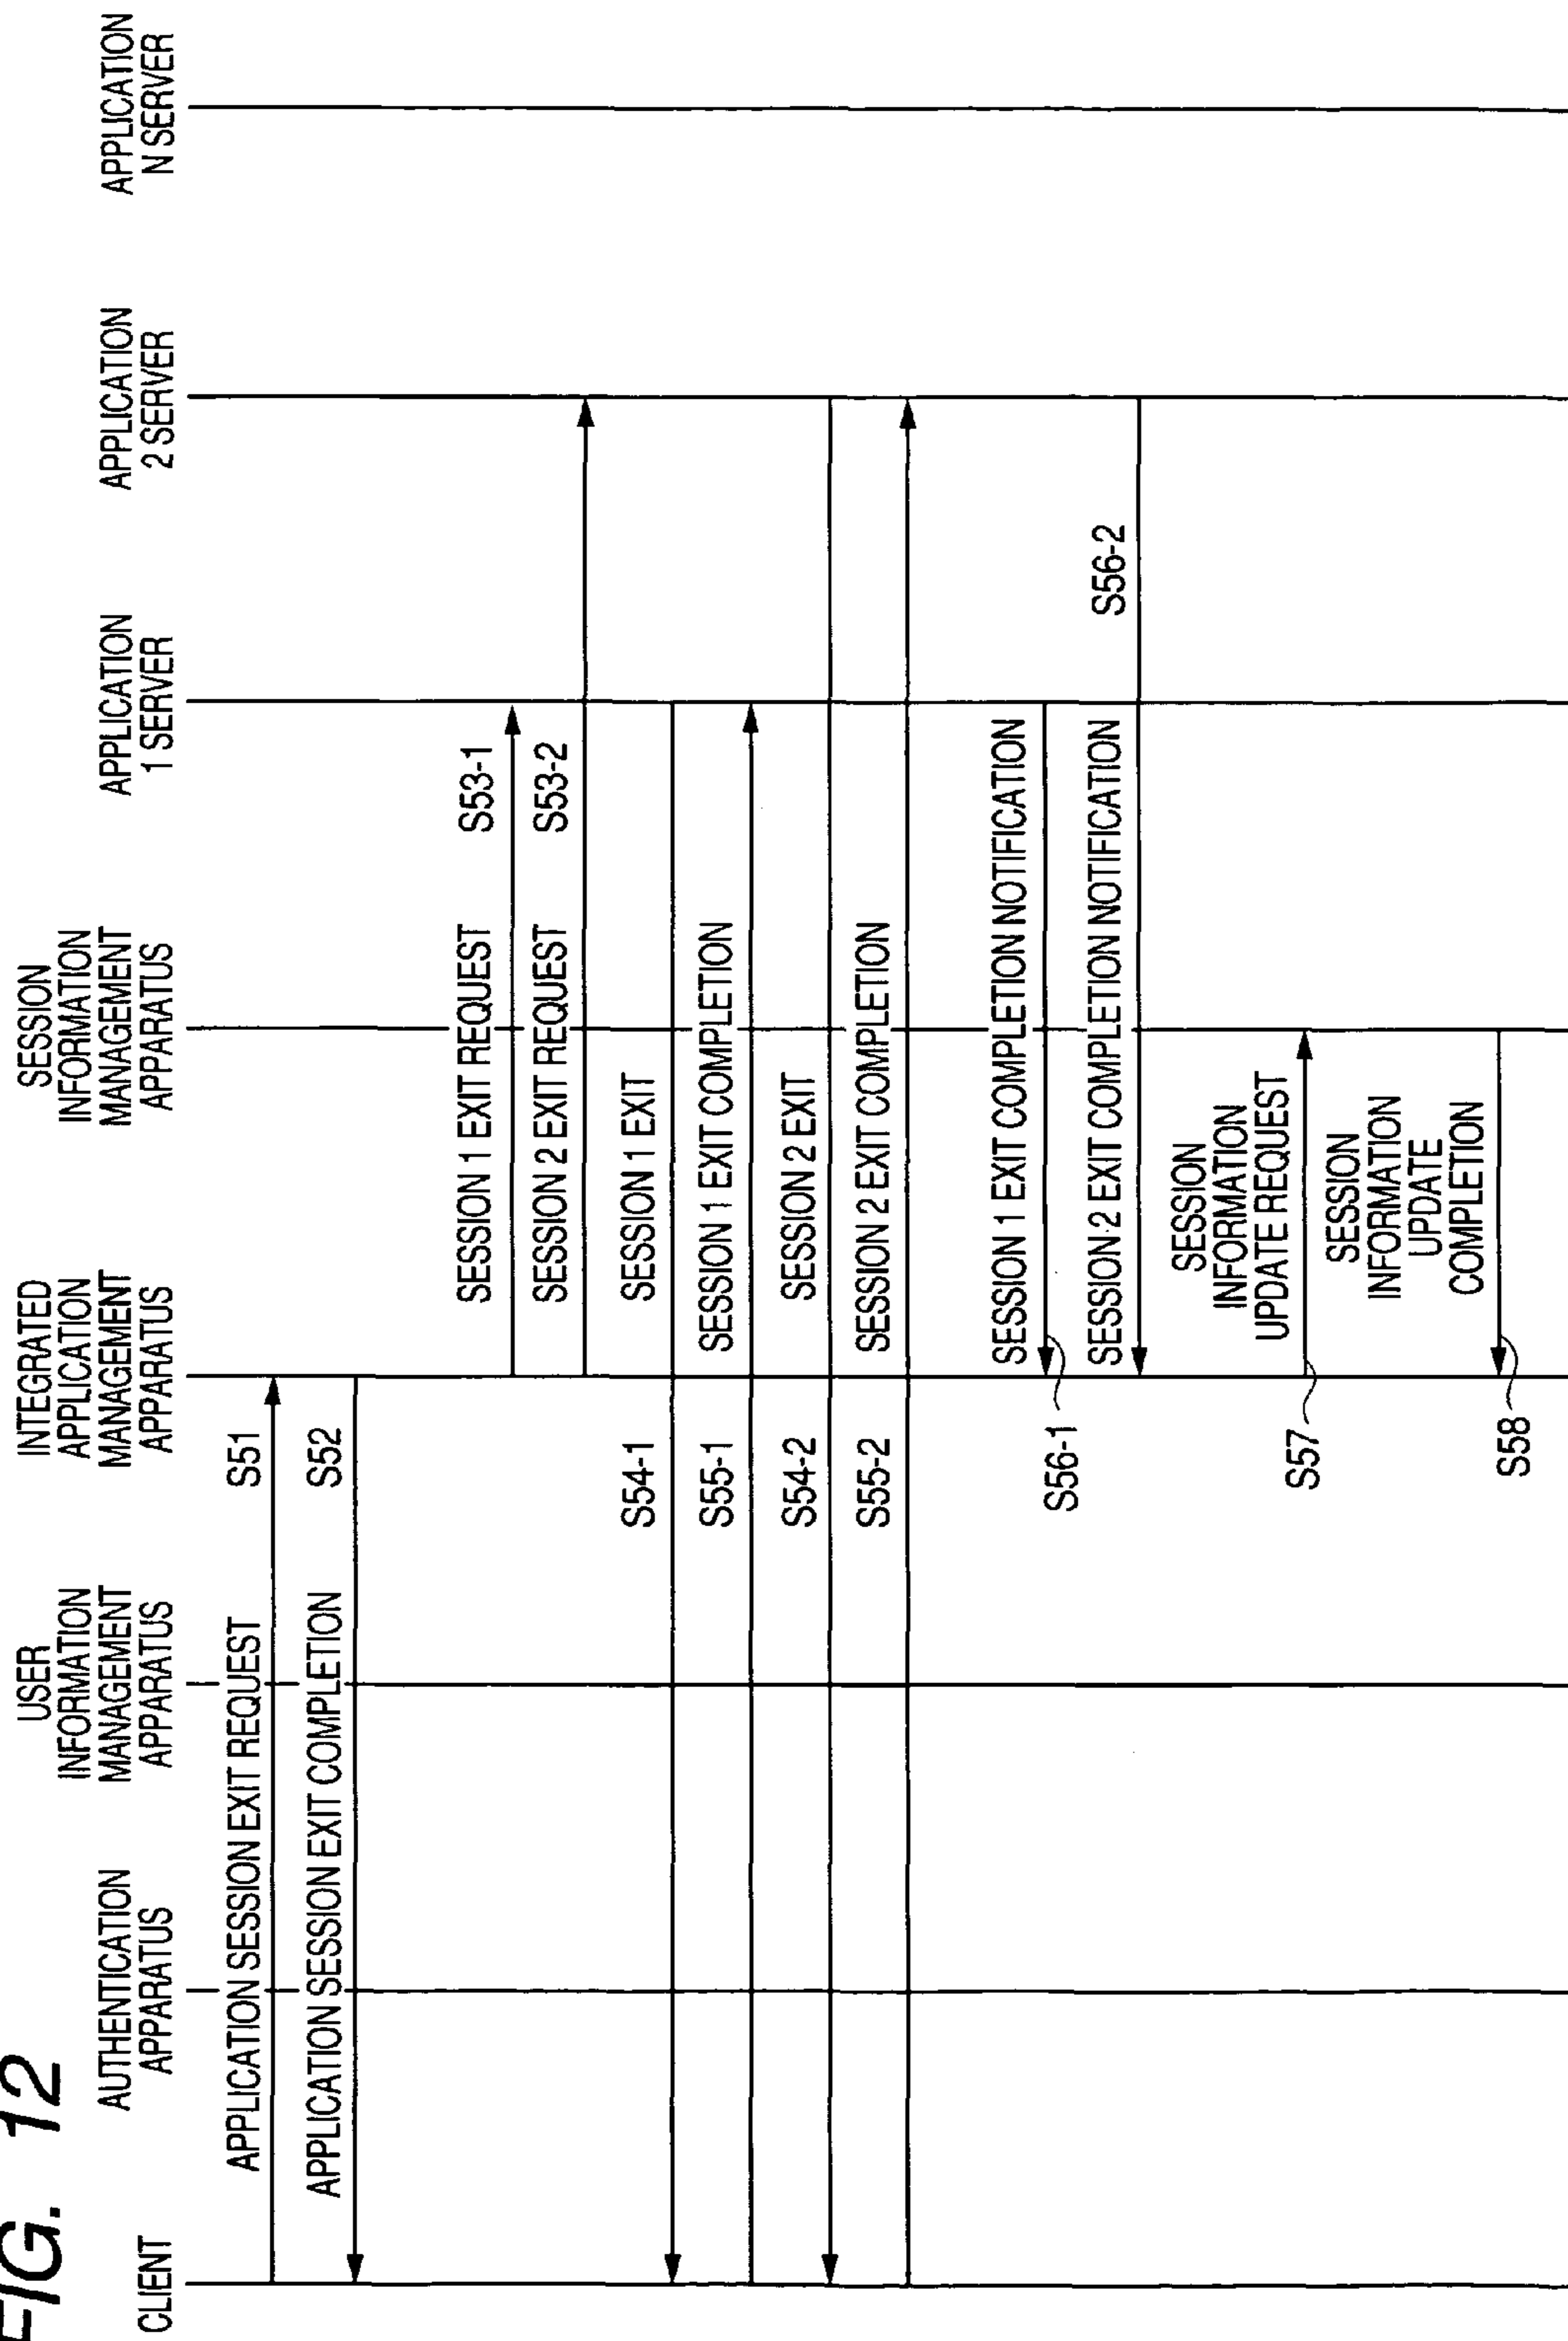 FIG. 12
CLIENT
AUTHENTICATION
APPARATUS
USER
INFORMATION
MANAGEMENT
APPARATUS
INTEGRATED
APPLICATION
MANAGEMENT
APPARATUS
SESSION
INFORMATION
MANAGEMENT
APPARATUS
APPLICATION
1 SERVER
APPLICATION
2 SERVER
APPLICATION
N SERVER
APPLICATION SESSION EXIT REQUEST S51
APPLICATION SESSION EXIT COMPLETION S52
SESSION 1 EXIT REQUEST S53-1
SESSION 2 EXIT REQUEST S53-2
S54-1 SESSION 1 EXIT
S55-1 SESSION 1 EXIT COMPLETION
S54-2 SESSION 2 EXIT
S55-2 SESSION 2 EXIT COMPLETION
SESSION 1 EXIT COMPLETION NOTIFICATION
S56-1
SESSION 2 EXIT COMPLETION NOTIFICATION S56-2
SESSION
INFORMATION
UPDATE REQUEST
S57
SESSION
INFORMATION
UPDATE
COMPLETION
S58